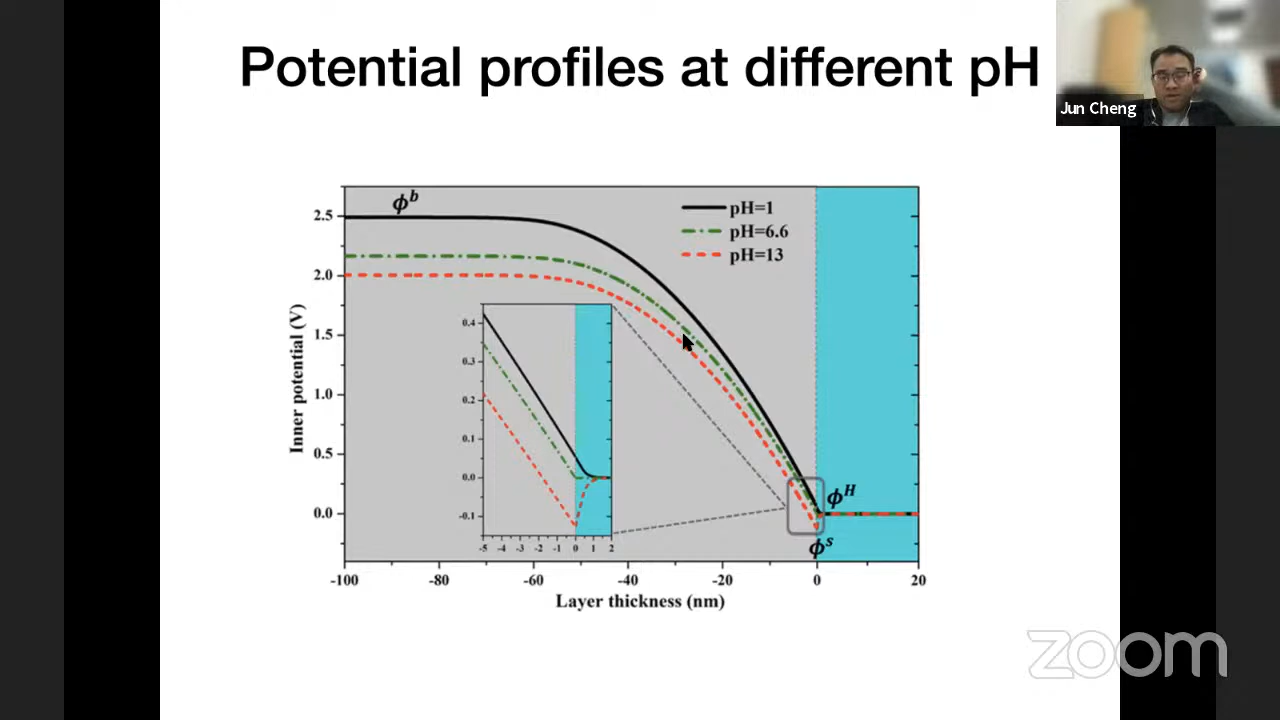 Potential profiles at different pH
Jun Cheng
ϕᵇ
pH=1
pH=6.6
pH=13
2.5
2.0
1.5
1.0
0.5
0.0
Inner potential (V)
0.4
0.3
0.2
0.1
0.0
-0.1
-5 -4 -3 -2 -1 0 1 2
ϕᴴ
ϕˢ
-100 -80 -60 -40 -20 0 20
Layer thickness (nm)
zoom